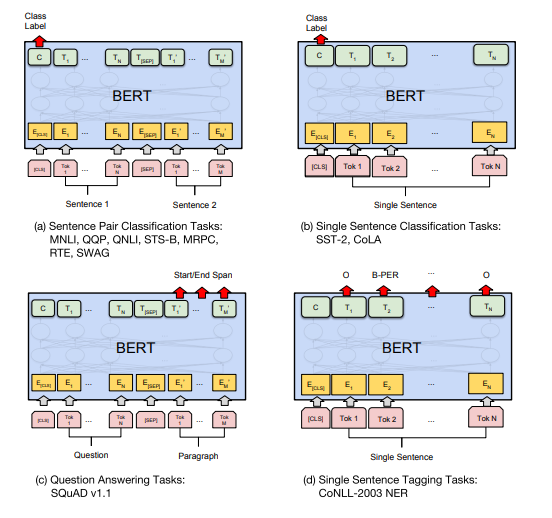 Class
Label
C T1 ... TN T[SEP] T1' ... TM'
BERT
E[CLS] E1 ... EN E[SEP] E1' ... EM'
[CLS] Tok 1 ... Tok N [SEP] Tok 1 ... Tok M
Sentence 1 Sentence 2
(a) Sentence Pair Classification Tasks:
MNLI, QQP, QNLI, STS-B, MRPC,
RTE, SWAG
Class
Label
C T1 T2 ... TN
BERT
E[CLS] E1 E2 ... EN
[CLS] Tok 1 Tok 2 ... Tok N
Single Sentence
(b) Single Sentence Classification Tasks:
SST-2, CoLA
Start/End Span
C T1 ... TN T[SEP] T1' ... TM'
BERT
E[CLS] E1 ... EN E[SEP] E1' ... EM'
[CLS] Tok 1 ... Tok N [SEP] Tok 1 ... Tok M
Question Paragraph
(c) Question Answering Tasks:
SQuAD v1.1
O B-PER ... O
C T1 T2 ... TN
BERT
E[CLS] E1 E2 ... EN
[CLS] Tok 1 Tok 2 ... Tok N
Single Sentence
(d) Single Sentence Tagging Tasks:
CoNLL-2003 NER